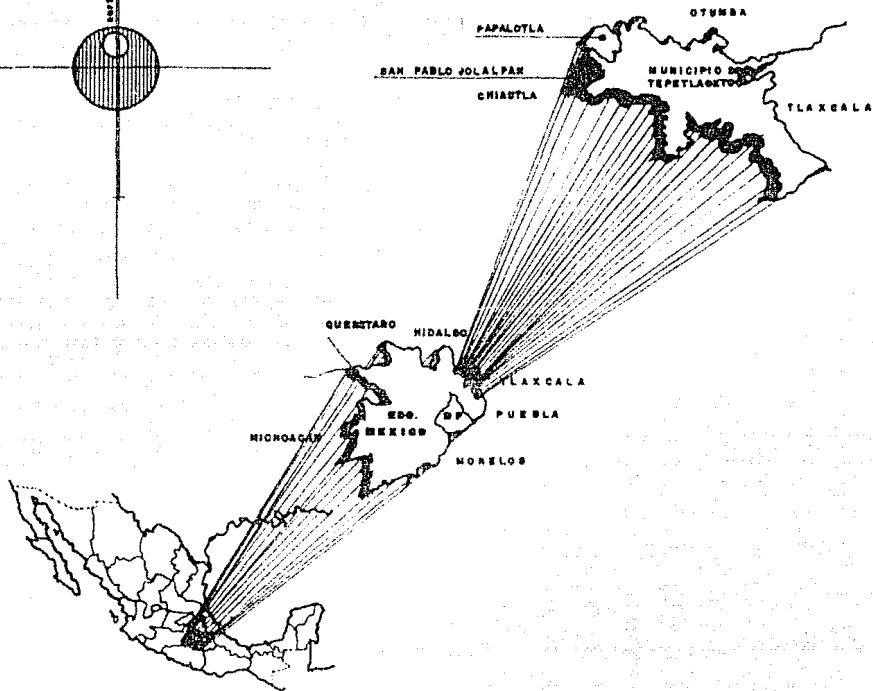 OTUMBA
PAPALOTLA
SAN PABLO JOLALPAN
MUNICIPIO DE
TEPETLAOXTOC
CHIAUTLA
TLAXCALA
QUERETARO
HIDALGO
TLAXCALA
EDO.
MEXICO
DF
PUEBLA
MICHOACAN
MORELOS